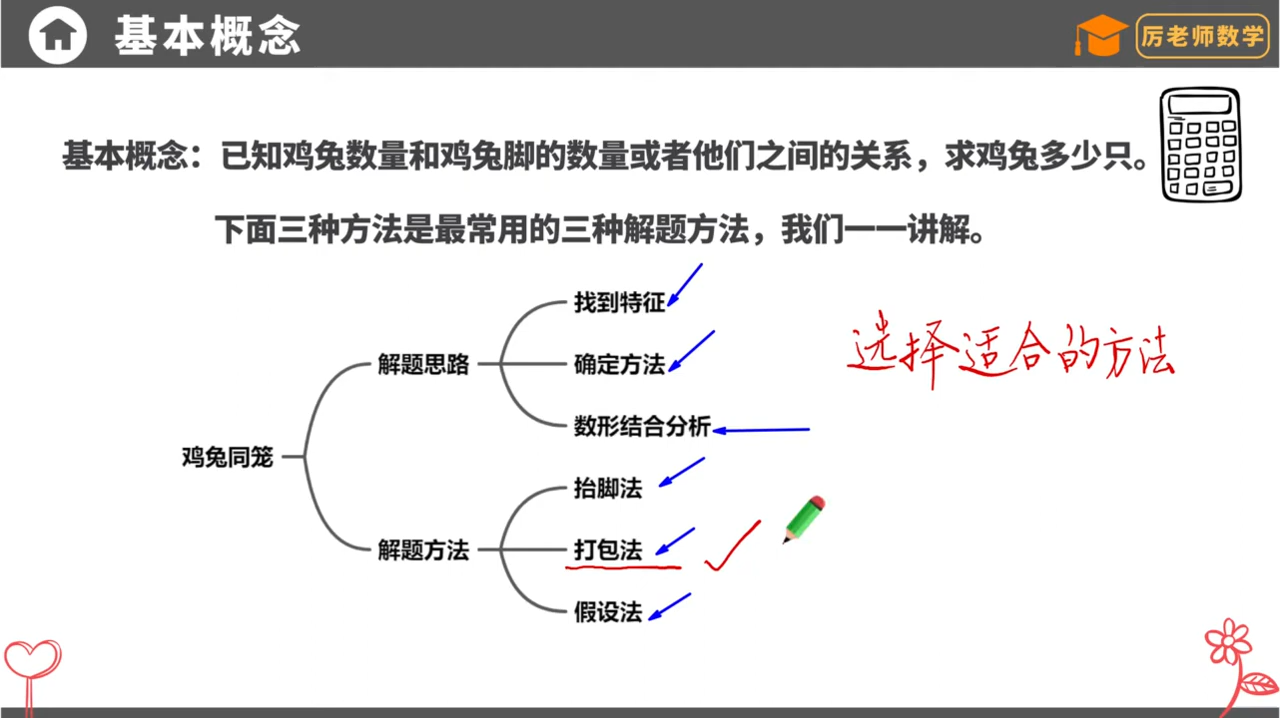 基本概念
厉老师数学
基本概念：已知鸡兔数量和鸡兔脚的数量或者他们之间的关系，求鸡兔多少只。
下面三种方法是最常用的三种解题方法，我们一一讲解。
找到特征
选择适合的方法
解题思路
确定方法
数形结合分析
鸡兔同笼
抬脚法
解题方法
打包法
假设法